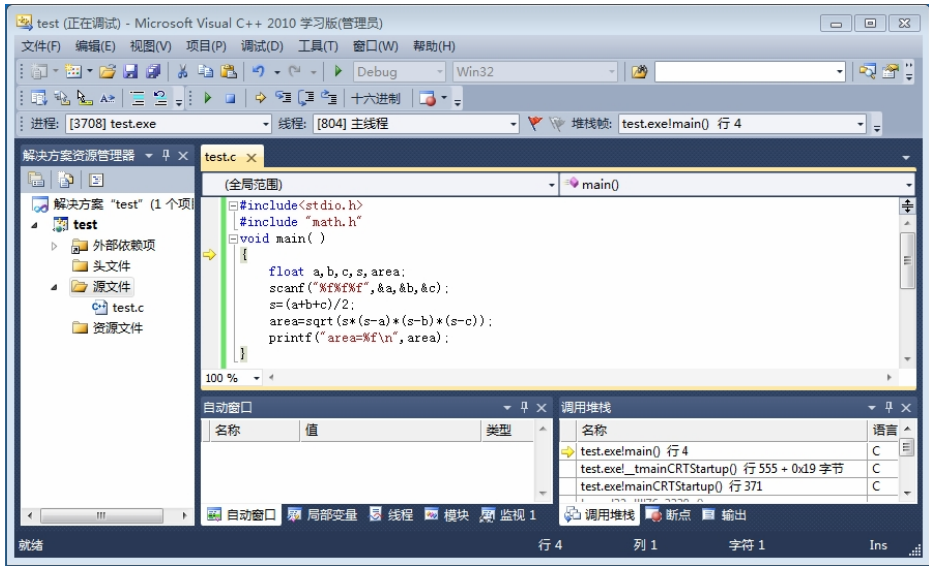 test (正在调试) - Microsoft Visual C++ 2010 学习版(管理员)
文件(F) 编辑(E) 视图(V) 项目(P) 调试(D) 工具(T) 窗口(W) 帮助(H)
Debug Win32
十六进制
进程: [3708] test.exe 线程: [804] 主线程 堆栈帧: test.exe!main() 行 4
解决方案资源管理器
解决方案 "test" (1 个项
test
外部依赖项
头文件
源文件
test.c
资源文件
test.c
(全局范围) main()
#include<stdio.h>
#include "math.h"
void main( )
{
float a,b,c,s,area;
scanf("%f%f%f",&a,&b,&c);
s=(a+b+c)/2;
area=sqrt(s*(s-a)*(s-b)*(s-c));
printf("area=%f\n",area);
}
100 %
自动窗口
名称 值 类型
自动窗口 局部变量 线程 模块 监视 1
调用堆栈
名称 语言
test.exe!main() 行 4 C
test.exe!__tmainCRTStartup() 行 555 + 0x19 字节 C
test.exe!mainCRTStartup() 行 371 C
调用堆栈 断点 输出
就绪 行 4 列 1 字符 1 Ins